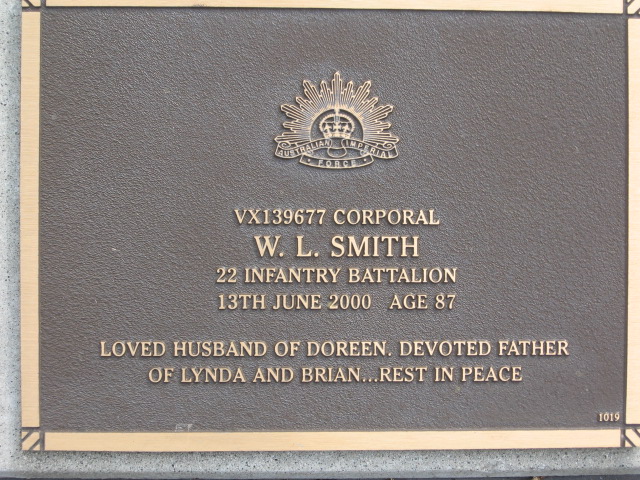 AUSTRALIAN IMPERIAL
FORCE
VX139677 CORPORAL
W. L. SMITH
22 INFANTRY BATTALION
13TH JUNE 2000 AGE 87
LOVED HUSBAND OF DOREEN. DEVOTED FATHER
OF LYNDA AND BRIAN...REST IN PEACE
1019